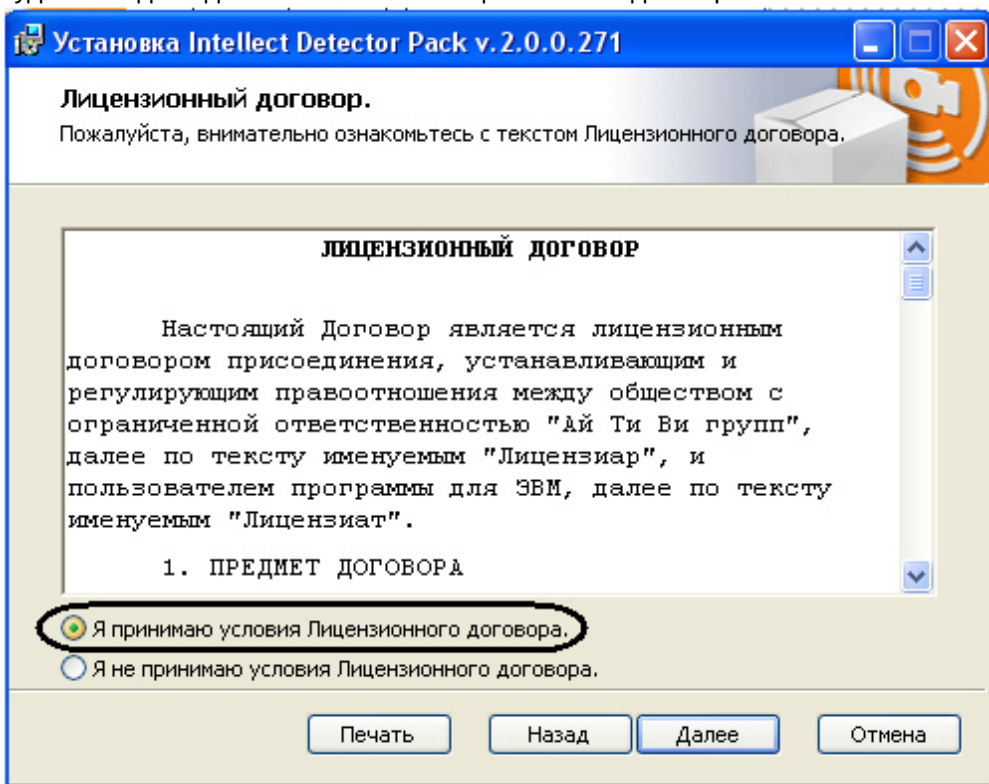 Установка Intellect Detector Pack v.2.0.0.271
Лицензионный договор.
Пожалуйста, внимательно ознакомьтесь с текстом Лицензионного договора.
ЛИЦЕНЗИОННЫЙ ДОГОВОР
Настоящий Договор является лицензионным
договором присоединения, устанавливающим и
регулирующим правоотношения между обществом с
ограниченной ответственностью "Ай Ти Ви групп",
далее по тексту именуемым "Лицензиар", и
пользователем программы для ЭВМ, далее по тексту
именуемым "Лицензиат".
1. ПРЕДМЕТ ДОГОВОРА
Я принимаю условия Лицензионного договора.
Я не принимаю условия Лицензионного договора.
Печать Назад Далее Отмена